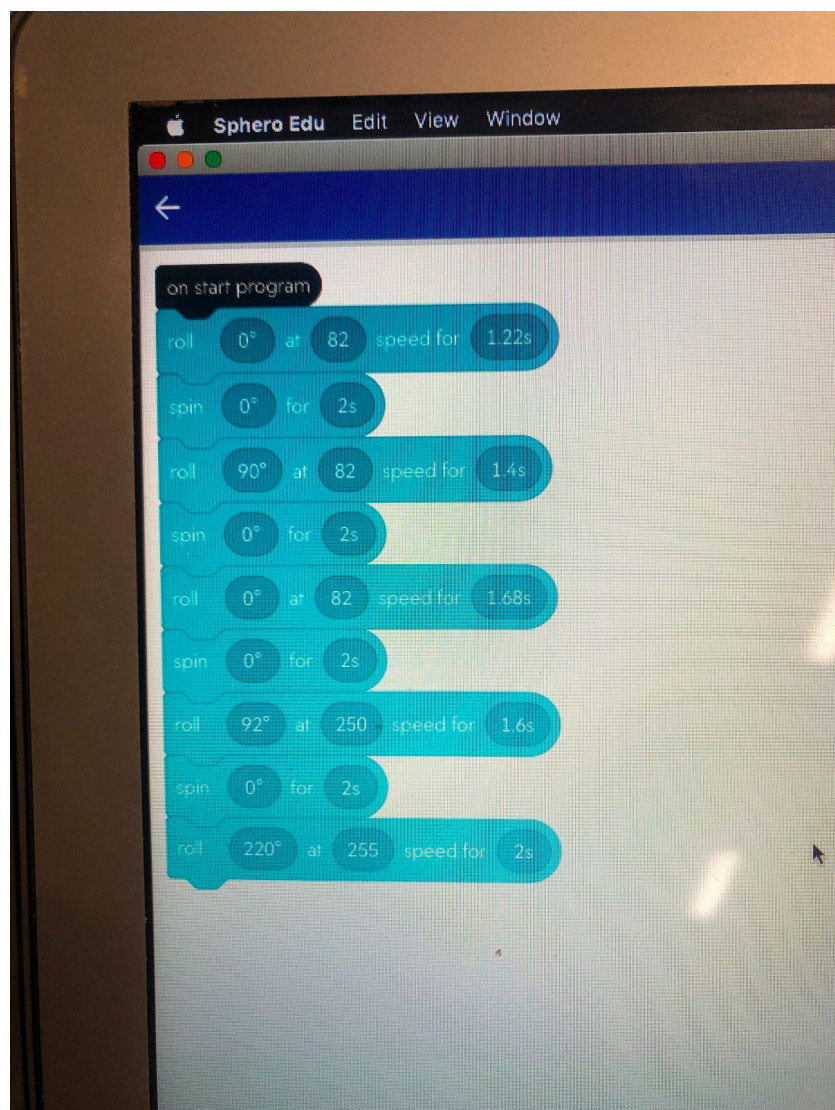 Sphero Edu Edit View Window
on start program
roll 0° at 82 speed for 1.22s
spin 0° for 2s
roll 90° at 82 speed for 1.4s
spin 0° for 2s
roll 0° at 82 speed for 1.68s
spin 0° for 2s
roll 92° at 250 speed for 1.6s
spin 0° for 2s
roll 220° at 255 speed for 2s